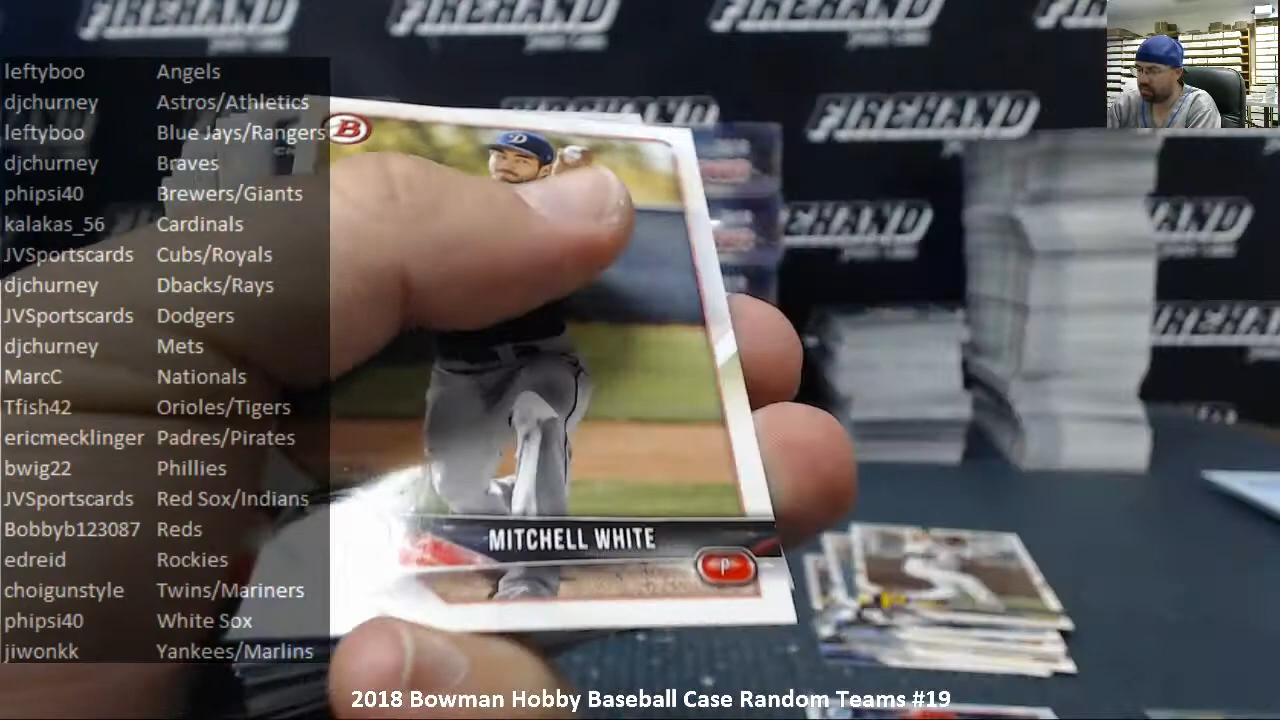 FIREHAND FIREHAND FIREHAND
leftyboo Angels
djchurney Astros/Athletics
leftyboo Blue Jays/Rangers
djchurney Braves
phipsi40 Brewers/Giants
kalakas_56 Cardinals
JVSportscards Cubs/Royals
djchurney Dbacks/Rays
JVSportscards Dodgers
djchurney Mets
MarcC Nationals
Tfish42 Orioles/Tigers
ericmecklinger Padres/Pirates
bwig22 Phillies
JVSportscards Red Sox/Indians
Bobbyb123087 Reds
edreid Rockies
choigunstyle Twins/Mariners
phipsi40 White Sox
jiwonkk Yankees/Marlins
B
D
FIREHAND
MITCHELL WHITE
P
2018 Bowman Hobby Baseball Case Random Teams #19